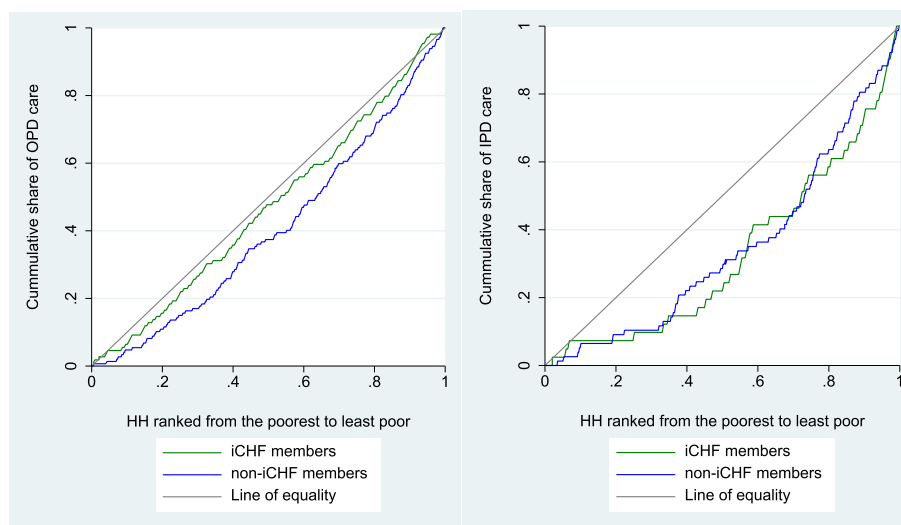 Cummulative share of OPD care
1
.8
.6
.4
.2
0
0 .2 .4 .6 .8 1
HH ranked from the poorest to least poor
iCHF members
non-iCHF members
Line of equality
Cummulative share of IPD care
1
.8
.6
.4
.2
0
0 .2 .4 .6 .8 1
HH ranked from the poorest to least poor
iCHF members
non-iCHF members
Line of equality